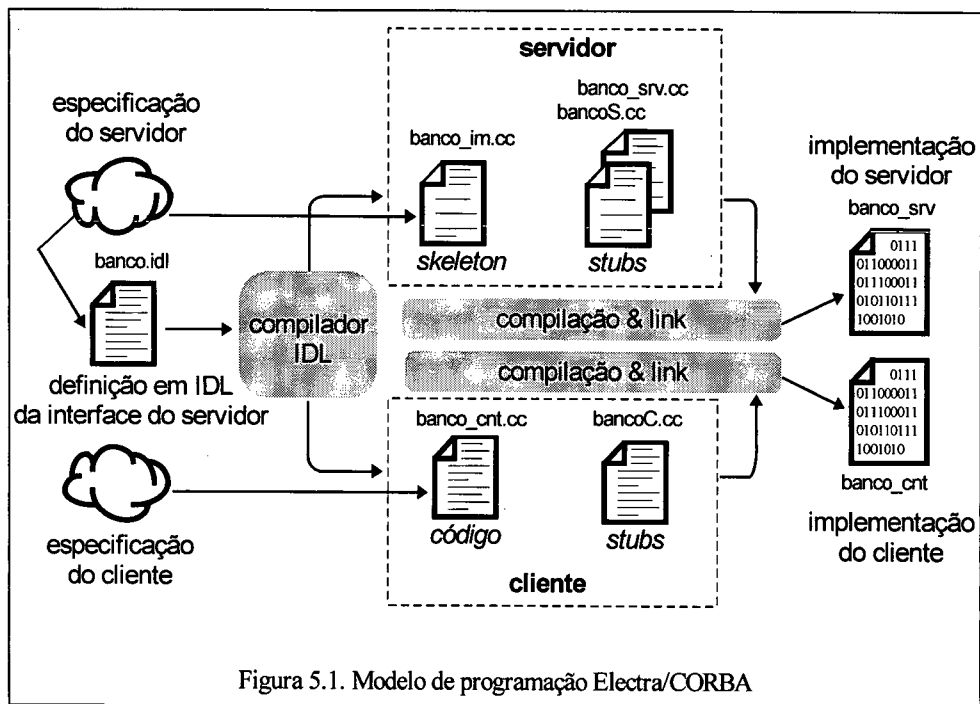 servidor
especificação
do servidor
banco_srv.cc
bancoS.cc
banco_im.cc
skeleton
stubs
implementação
do servidor
banco_srv
0111
011000011
011100011
010110111
1001010
banco.idl
compilador
IDL
compilação & link
compilação & link
definição em IDL
da interface do servidor
banco_cnt.cc
bancoC.cc
código
stubs
cliente
0111
011000011
011100011
010110111
1001010
banco_cnt
implementação
do cliente
especificação
do cliente
Figura 5.1. Modelo de programação Electra/CORBA